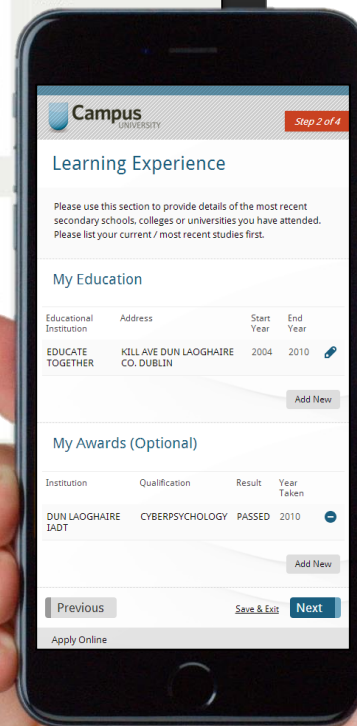 Campus
UNIVERSITY
Step 2 of 4
Learning Experience
Please use this section to provide details of the most recent
secondary schools, colleges or universities you have attended.
Please list your current / most recent studies first.
My Education
Educational Institution Address Start Year End Year
EDUCATE TOGETHER KILL AVE DUN LAOGHAIRE CO. DUBLIN 2004 2010
Add New
My Awards (Optional)
Institution Qualification Result Year Taken
DUN LAOGHAIRE IADT CYBERPSYCHOLOGY PASSED 2010
Add New
Previous Save & Exit Next
Apply Online